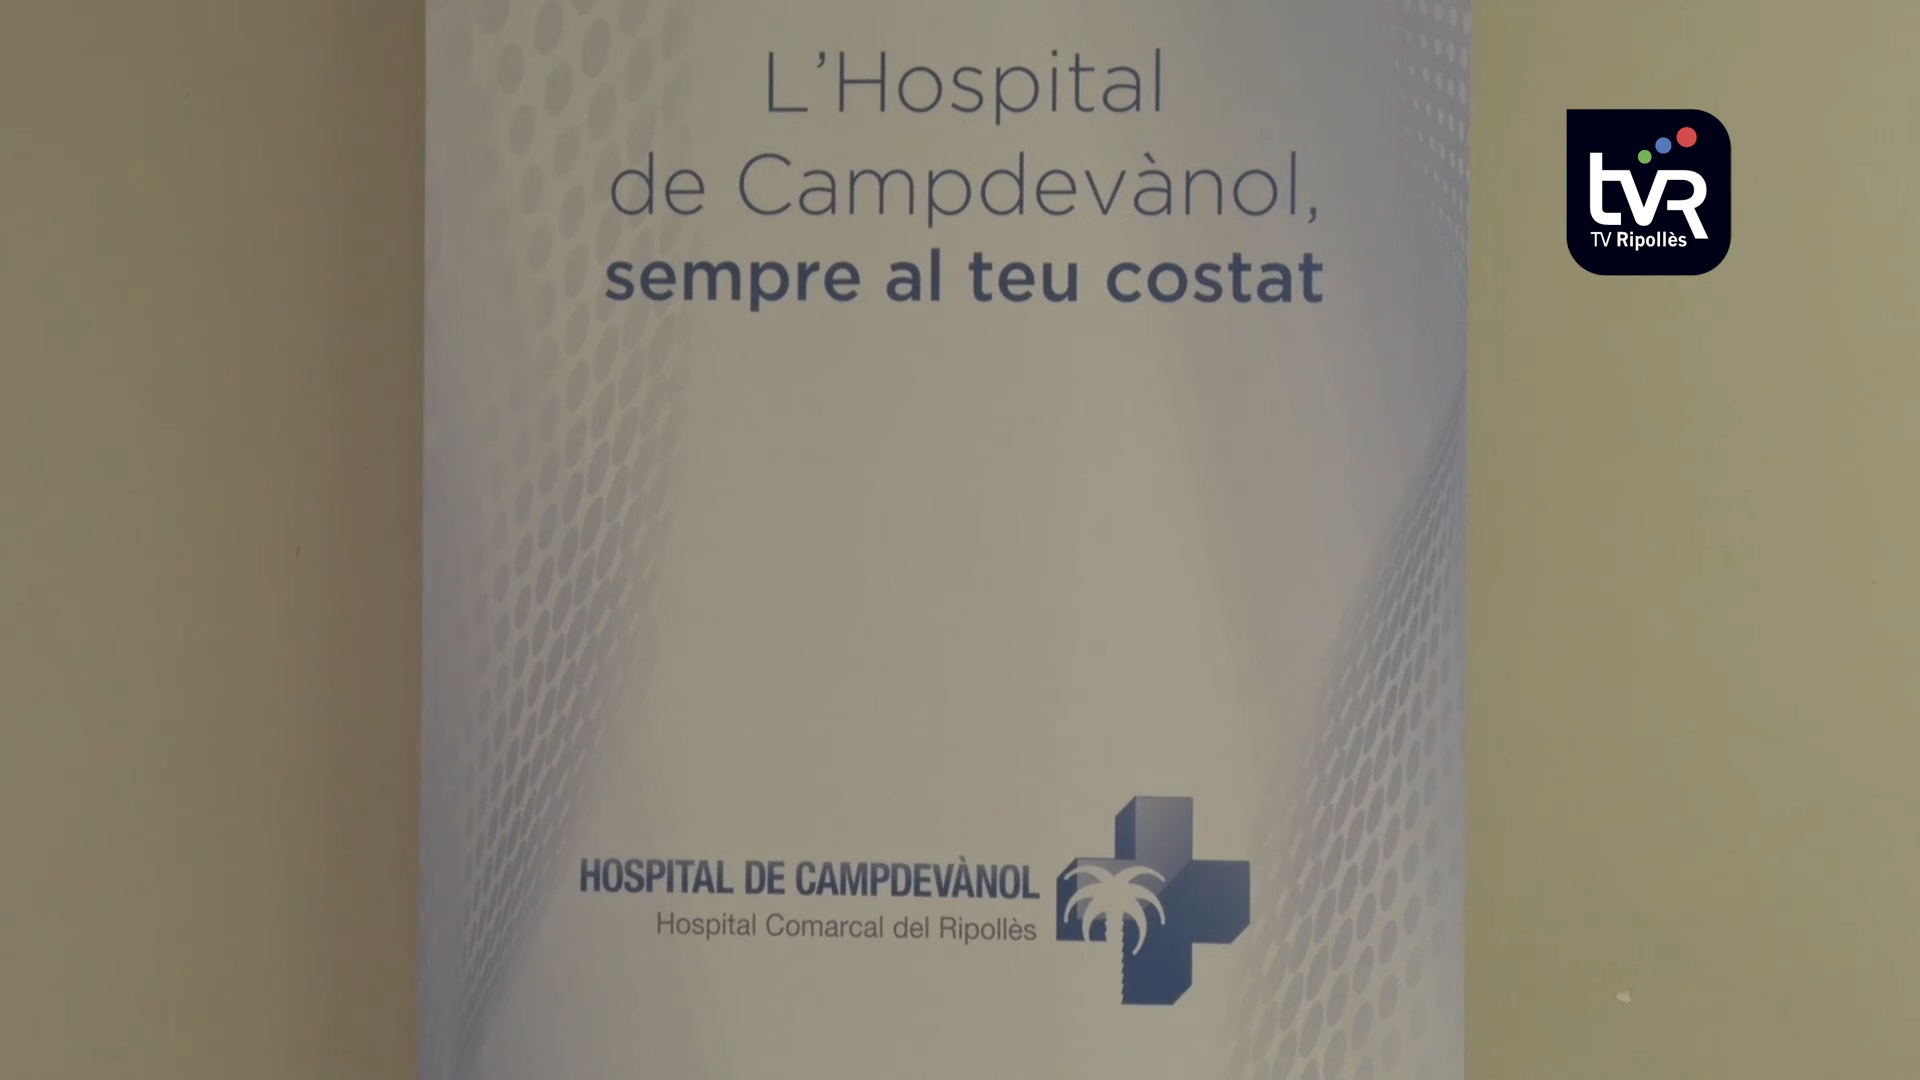 L'Hospital
de Campdevànol,
sempre al teu costat
tvR
TV Ripollès
HOSPITAL DE CAMPDEVÀNOL
Hospital Comarcal del Ripollès